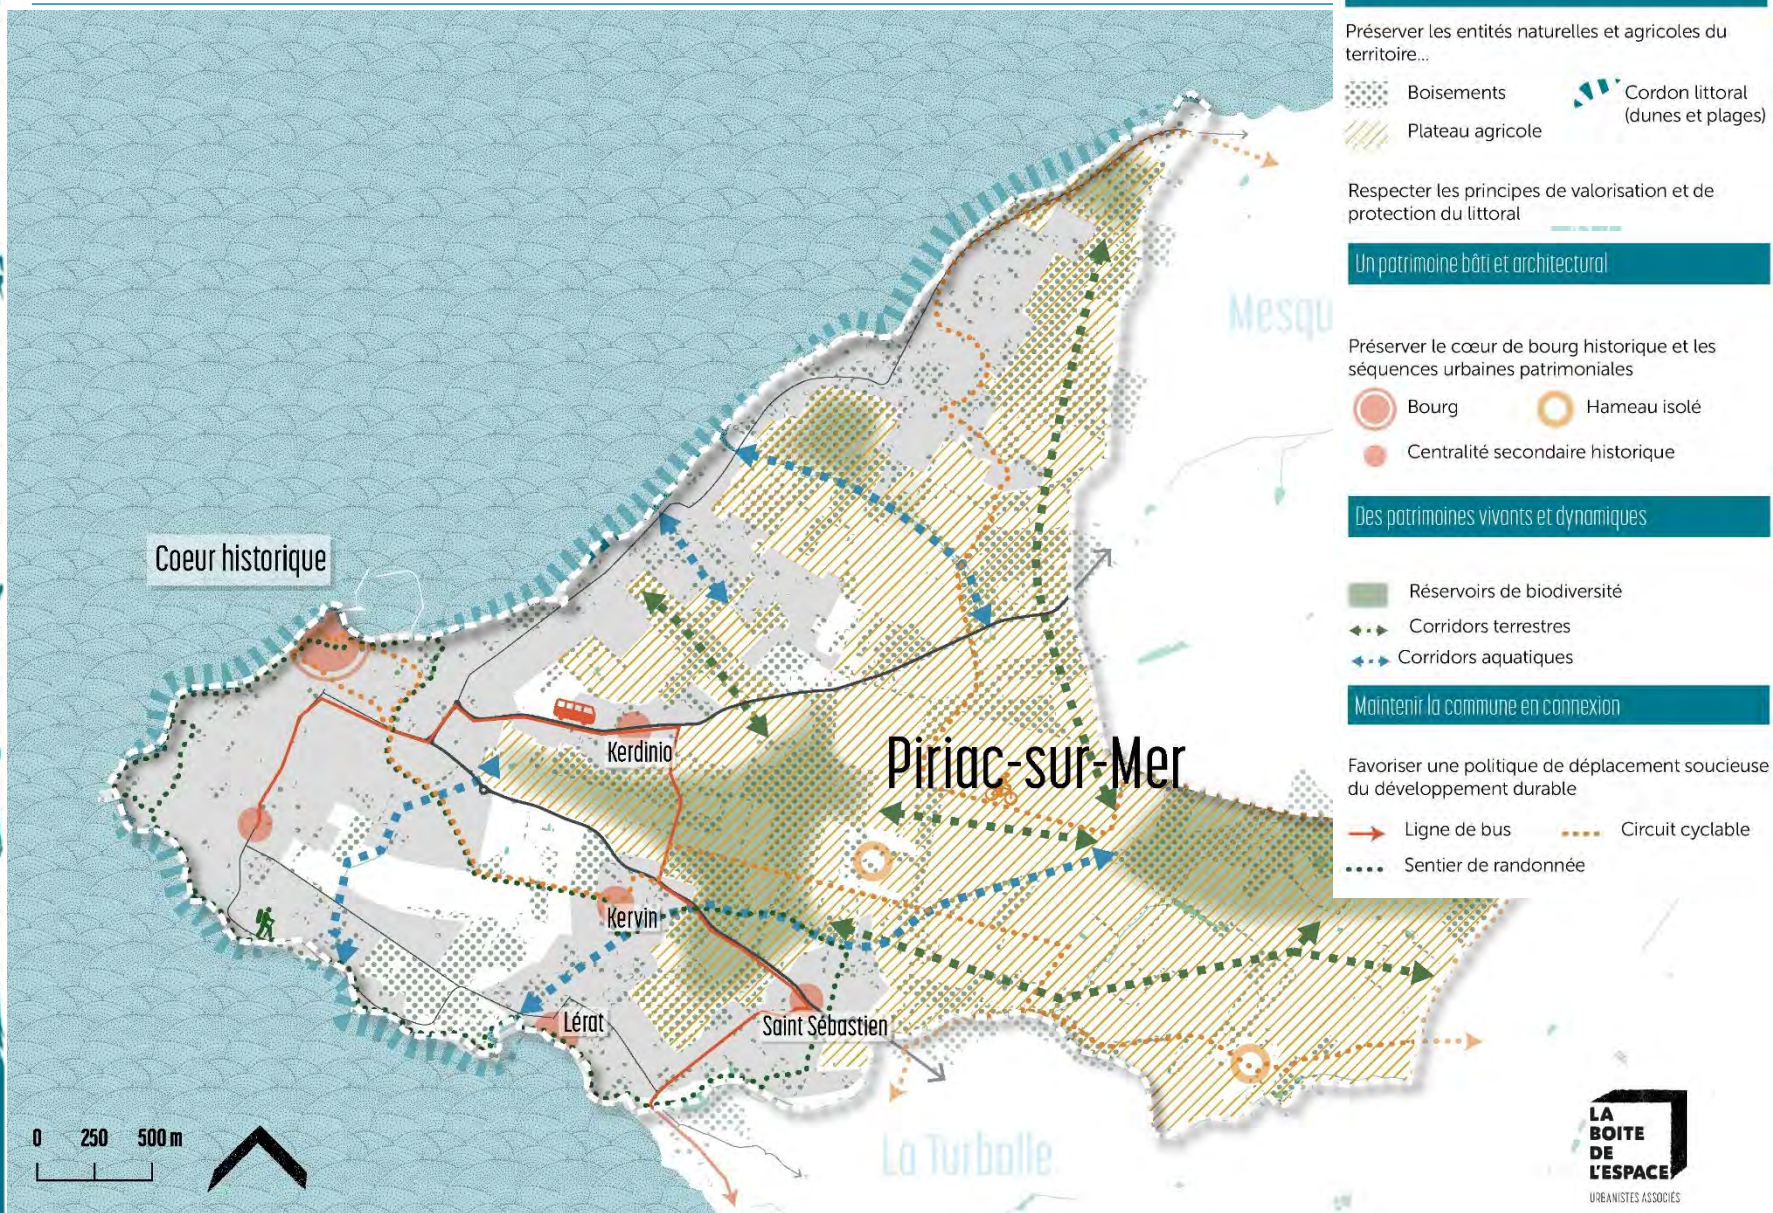 Préserver les entités naturelles et agricoles du
territoire...
Boisements
Cordon littoral
(dunes et plages)
Plateau agricole
Respecter les principes de valorisation et de
protection du littoral
Un patrimoine bâti et architectural
Préserver le cœur de bourg historique et les
séquences urbaines patrimoniales
Bourg
Hameau isolé
Centralité secondaire historique
Des patrimoines vivants et dynamiques
Réservoirs de biodiversité
Corridors terrestres
Corridors aquatiques
Maintenir la commune en connexion
Favoriser une politique de déplacement soucieuse
du développement durable
Ligne de bus
Circuit cyclable
Sentier de randonnée
Mesqu
Coeur historique
Kerdinio
Piriac-sur-Mer
Kervin
Lérat
Saint Sébastien
La Turballe
0 250 500 m
LA
BOITE
DE
L'ESPACE
URBANISTES ASSOCIÉS